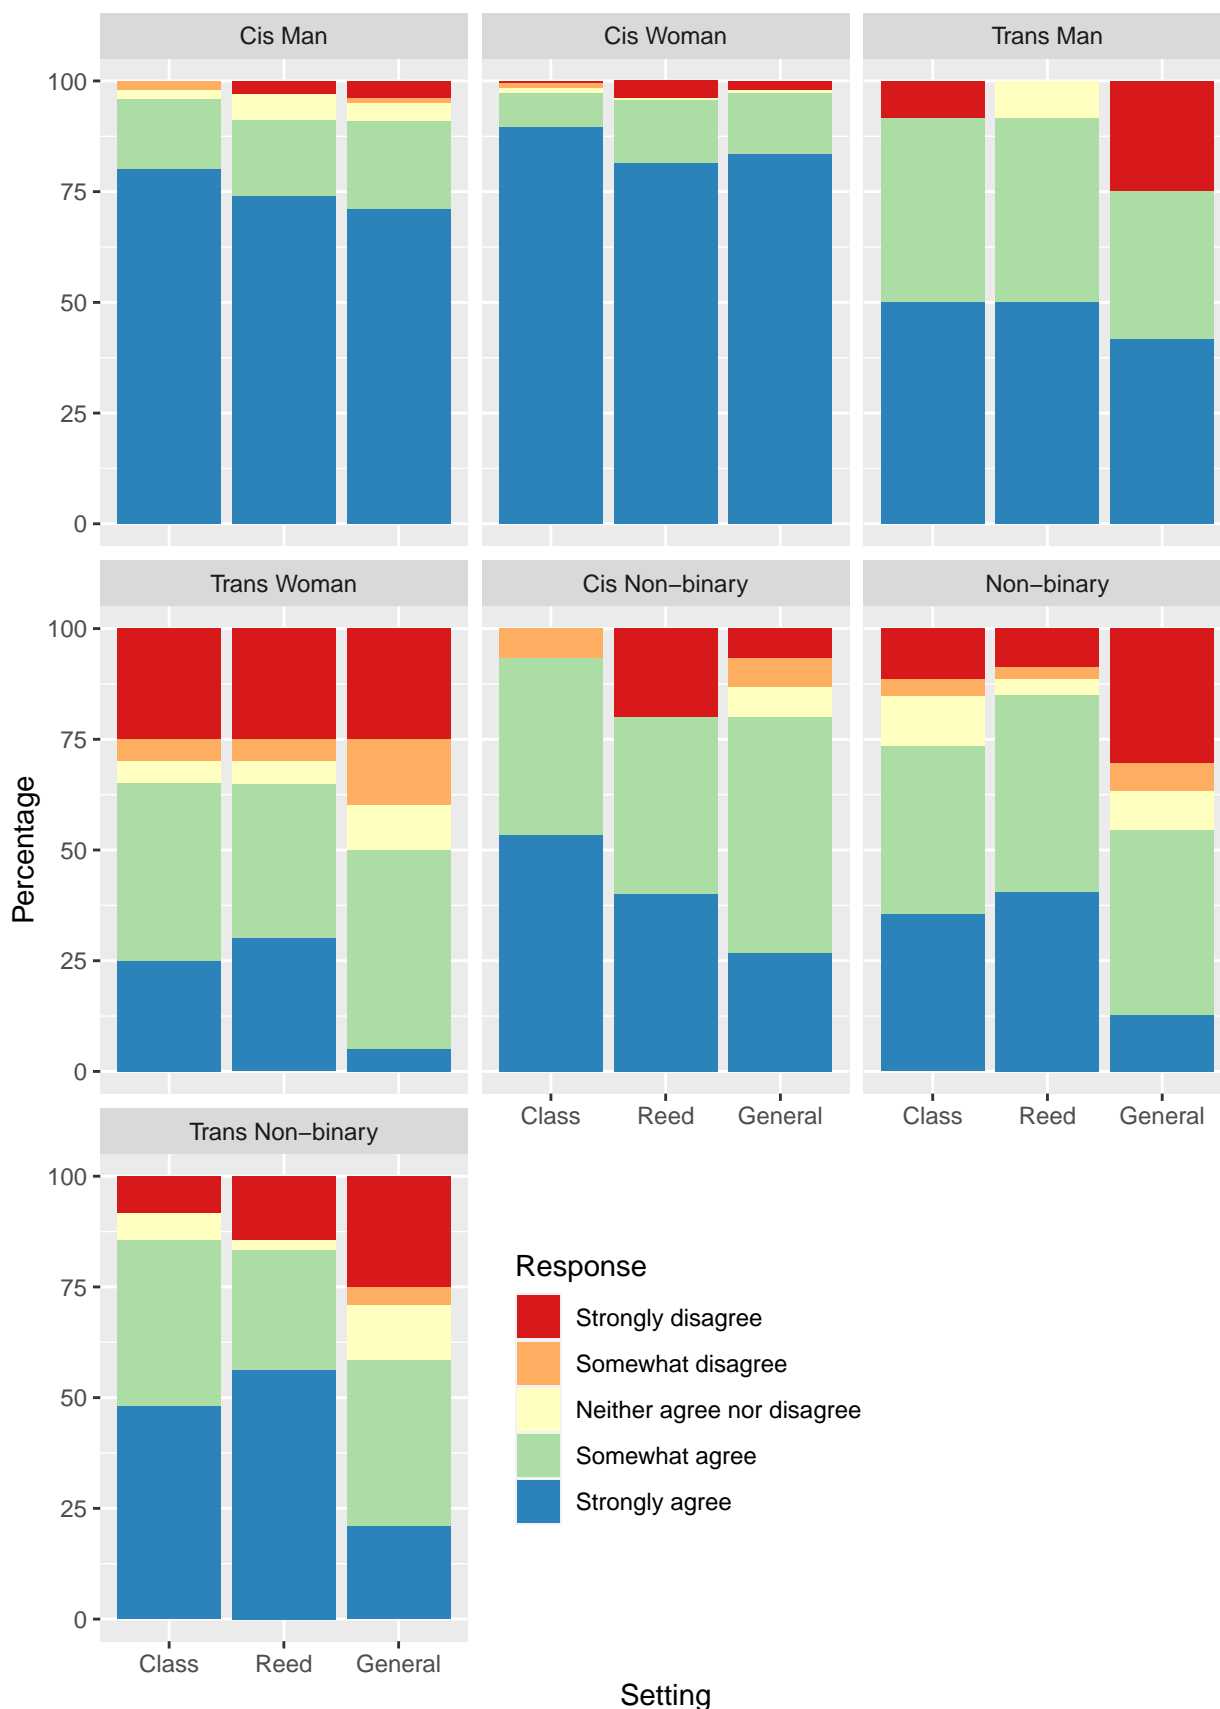 Cis Man
Cis Woman
Trans Man
100
75
50
25
0
Trans Woman
Cis Non−binary
Non−binary
100
75
50
25
0
Percentage
Class Reed General
Class Reed General
Trans Non−binary
100
75
50
25
0
Class Reed General
Response
Strongly disagree
Somewhat disagree
Neither agree nor disagree
Somewhat agree
Strongly agree
Setting